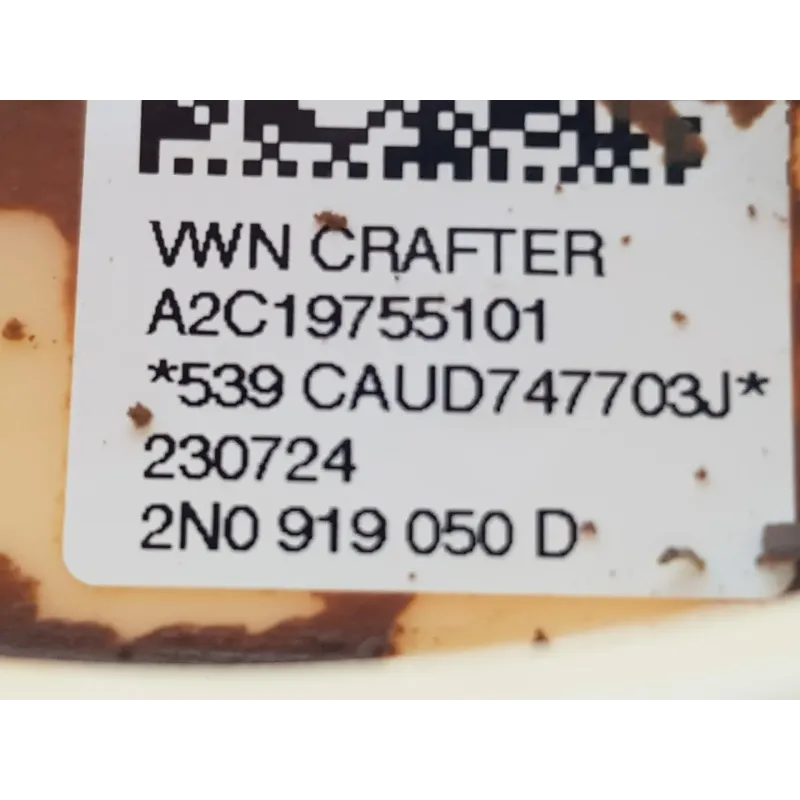 VWN CRAFTER
A2C19755101
*539 CAUD747703J*
230724
2N0 919 050 D